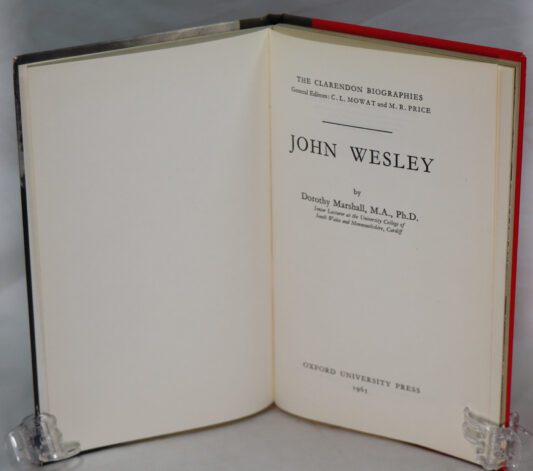 THE CLARENDON BIOGRAPHIES
General Editors: C. L. MOWAT and M. R. PRICE
JOHN WESLEY
by
Dorothy Marshall, M.A., Ph.D.
Senior Lecturer at the University College of
South Wales and Monmouthshire, Cardiff
OXFORD UNIVERSITY PRESS
1965